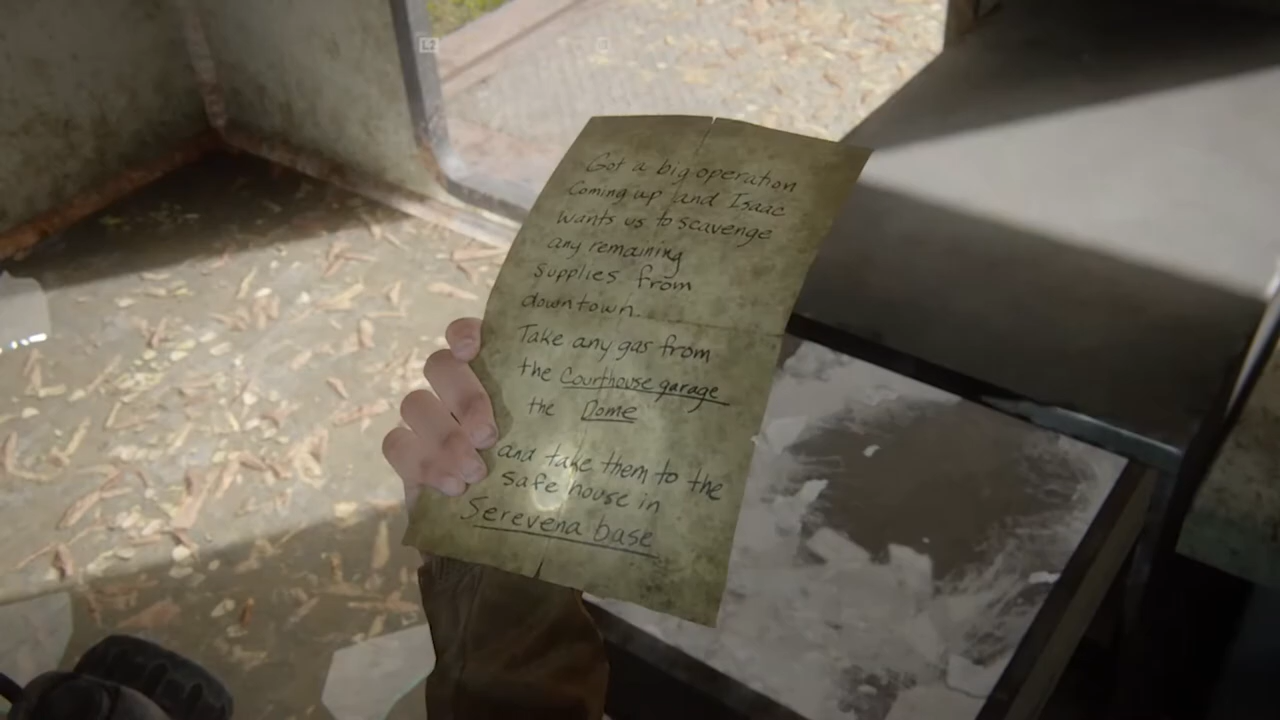 L2
Got a big operation
Coming up and Isaac
wants us to scavenge
any remaining
supplies from
downtown.
Take any gas from
the Courthouse garage
the Dome
and take them to the
safe house in
Serevena base